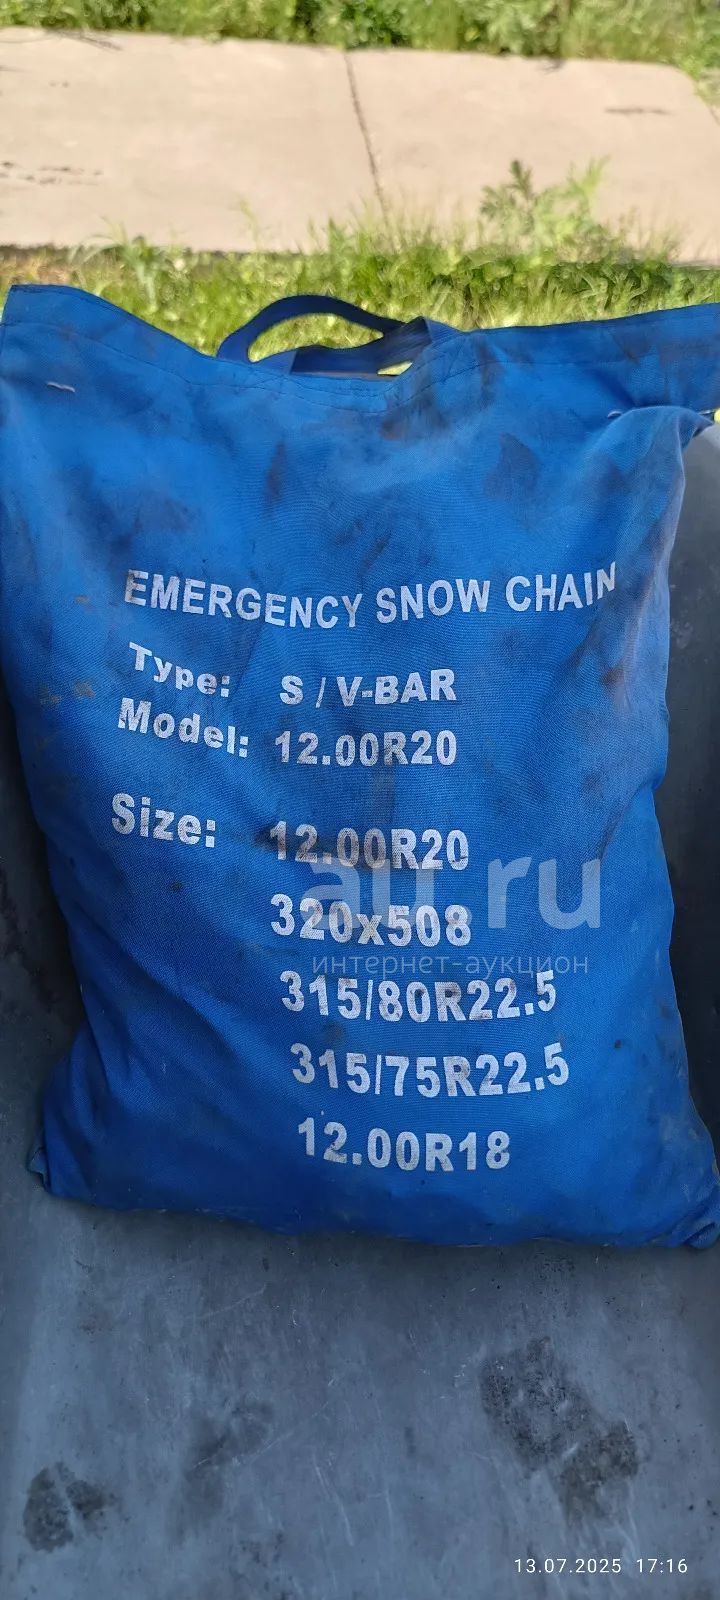 EMERGENCY SNOW CHAIN
Type: S / V-BAR
Model: 12.00R20
Size: 12.00R20
320x508
315/80R22.5
315/75R22.5
12.00R18
au.ru
интернет-аукцион
13.07.2025 17:16